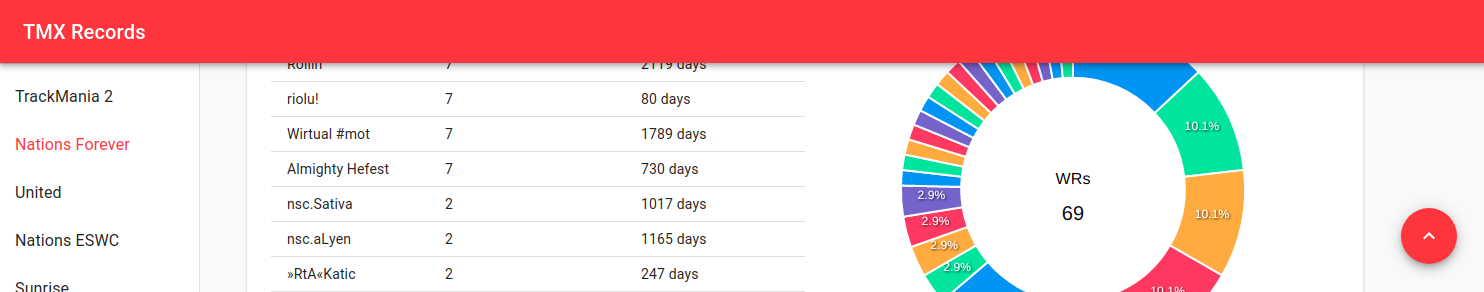 TMX Records
Rollin 7 2119 days
TrackMania 2
riolu! 7 80 days
Nations Forever
Wirtual #mot 7 1789 days
Almighty Hefest 7 730 days
United
nsc.Sativa 2 1017 days
Nations ESWC
nsc.aLyen 2 1165 days
»RtA«Katic 2 247 days
Sunrise
10.1%
10.1%
10.1%
2.9%
2.9%
2.9%
2.9%
WRs
69